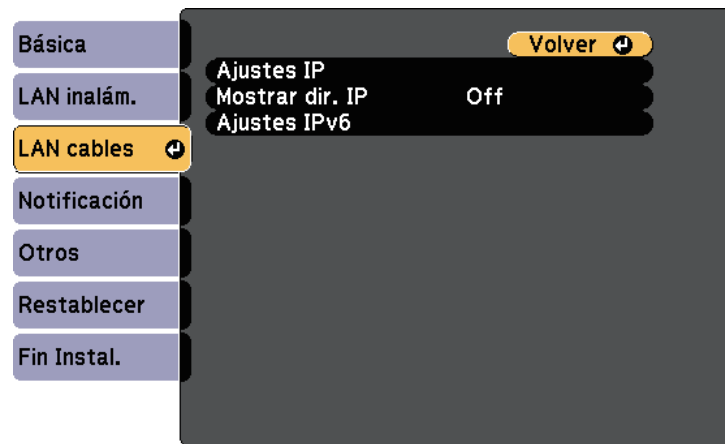 Básica
LAN inalám.
LAN cables
Notificación
Otros
Restablecer
Fin Instal.
Volver
Ajustes IP
Mostrar dir. IP Off
Ajustes IPv6